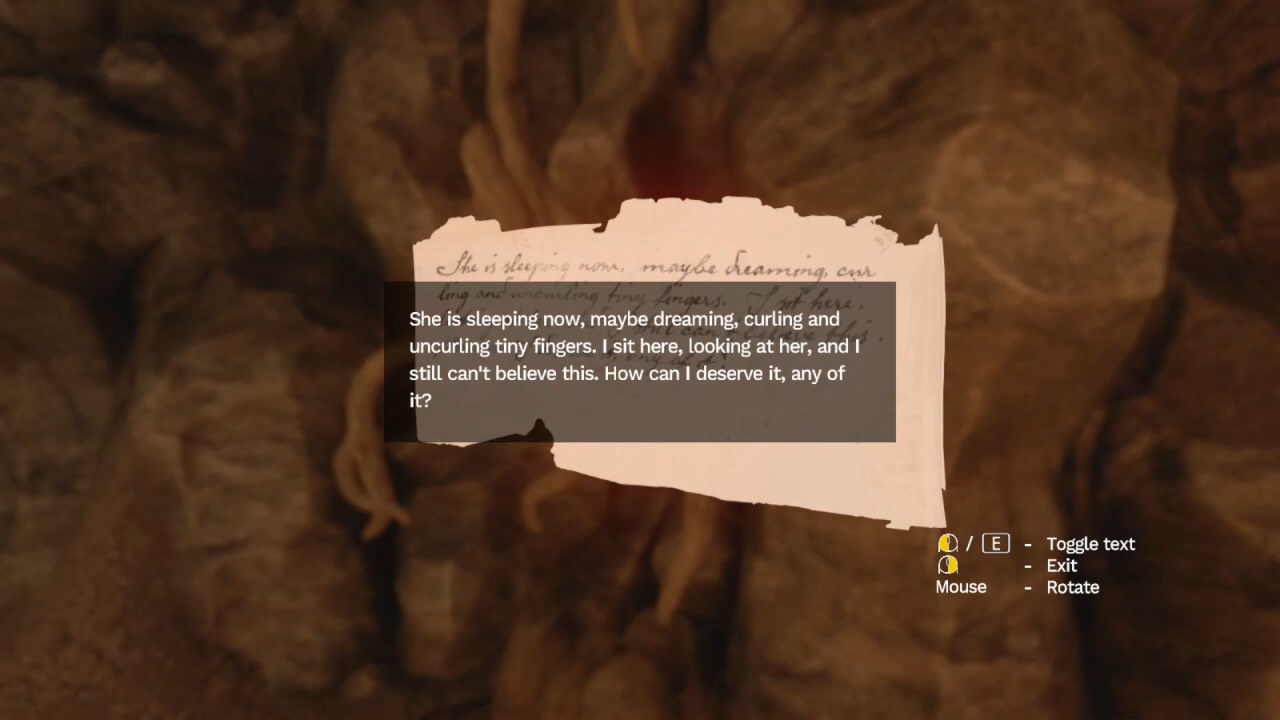 She is sleeping now, maybe dreaming, cur
ling and uncurling tiny fingers. I sit here,
She is sleeping now, maybe dreaming, curling and
uncurling tiny fingers. I sit here, looking at her, and I
still can't believe this. How can I deserve it, any of
it?
/ E - Toggle text
- Exit
Mouse - Rotate